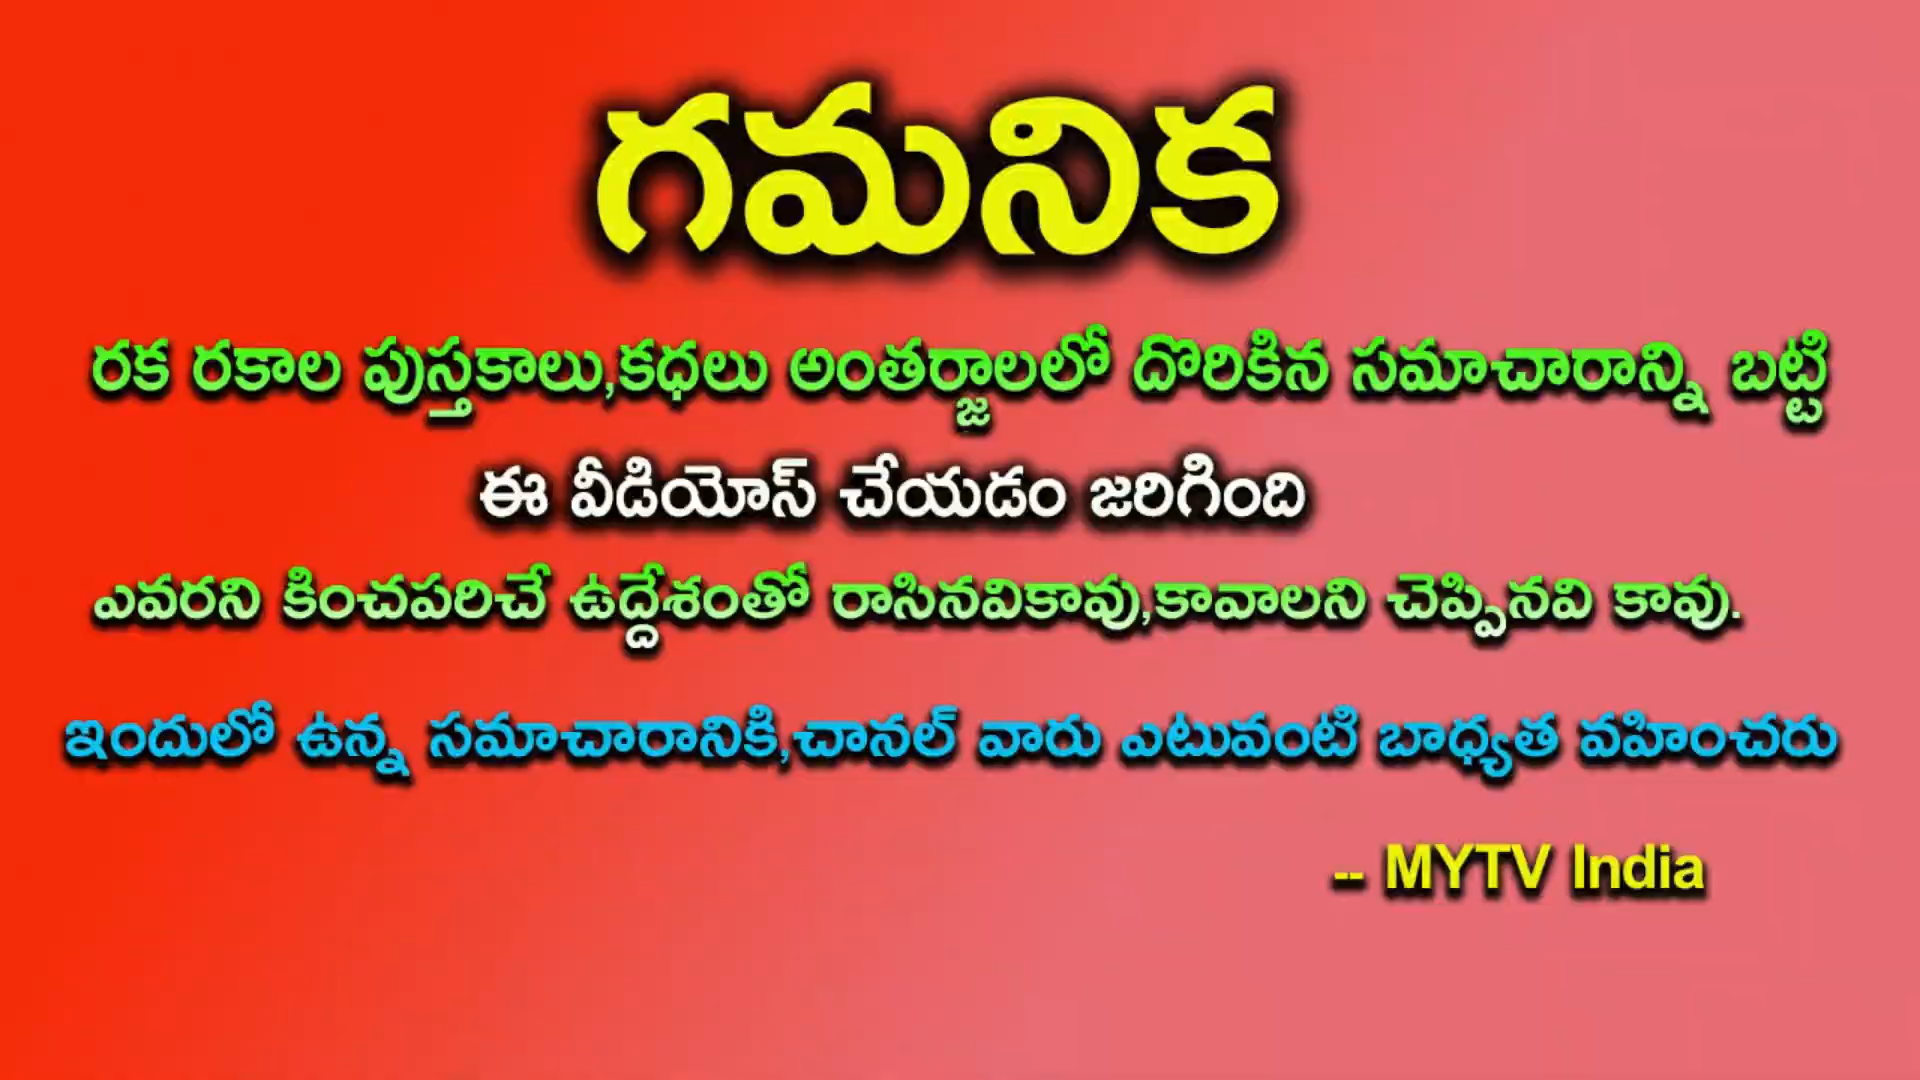 గమనిక
రక రకాల పుస్తకాలు,కధలు అంతర్జాలలో దొరికిన సమాచారాన్ని బట్టి
ఈ వీడియోస్ చేయడం జరిగింది
ఎవరని కించపరిచే ఉద్దేశంతో రాసినవికావు,కావాలని చెప్పినవి కావు.
ఇందులో ఉన్న సమాచారానికి,చానల్ వారు ఎటువంటి బాధ్యత వహించరు
-- MYTV India